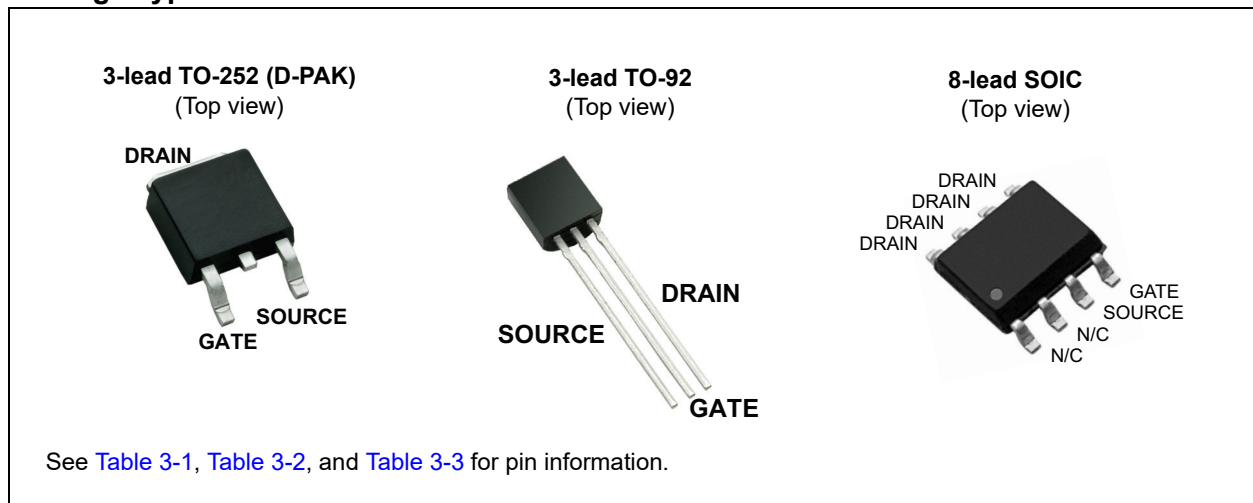 3-lead TO-252 (D-PAK)
(Top view)
DRAIN
SOURCE
GATE
3-lead TO-92
(Top view)
DRAIN
SOURCE
GATE
8-lead SOIC
(Top view)
DRAIN
DRAIN
DRAIN
DRAIN
GATE
SOURCE
N/C
N/C
See Table 3-1, Table 3-2, and Table 3-3 for pin information.